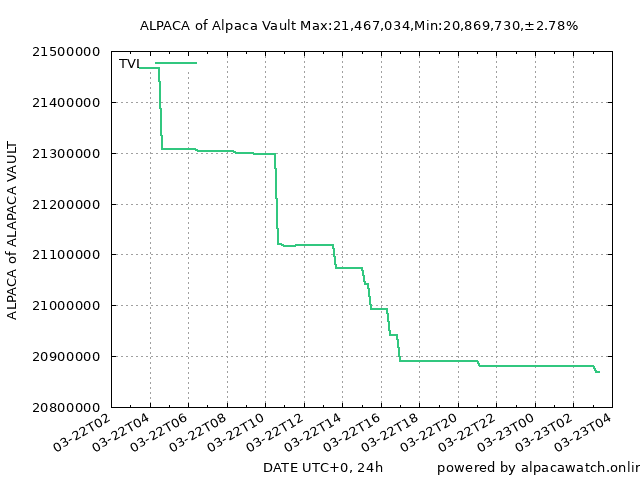 ALPACA of Alpaca Vault Max:21,467,034,Min:20,869,730,±2.78%
TVL
21500000
21400000
21300000
21200000
21100000
21000000
20900000
20800000
ALPACA of ALAPACA VAULT
03-22T02
03-22T04
03-22T06
03-22T08
03-22T10
03-22T12
03-22T14
03-22T16
03-22T18
03-22T20
03-22T22
03-23T00
03-23T02
03-23T04
DATE UTC+0, 24h
powered by alpacawatch.onlin